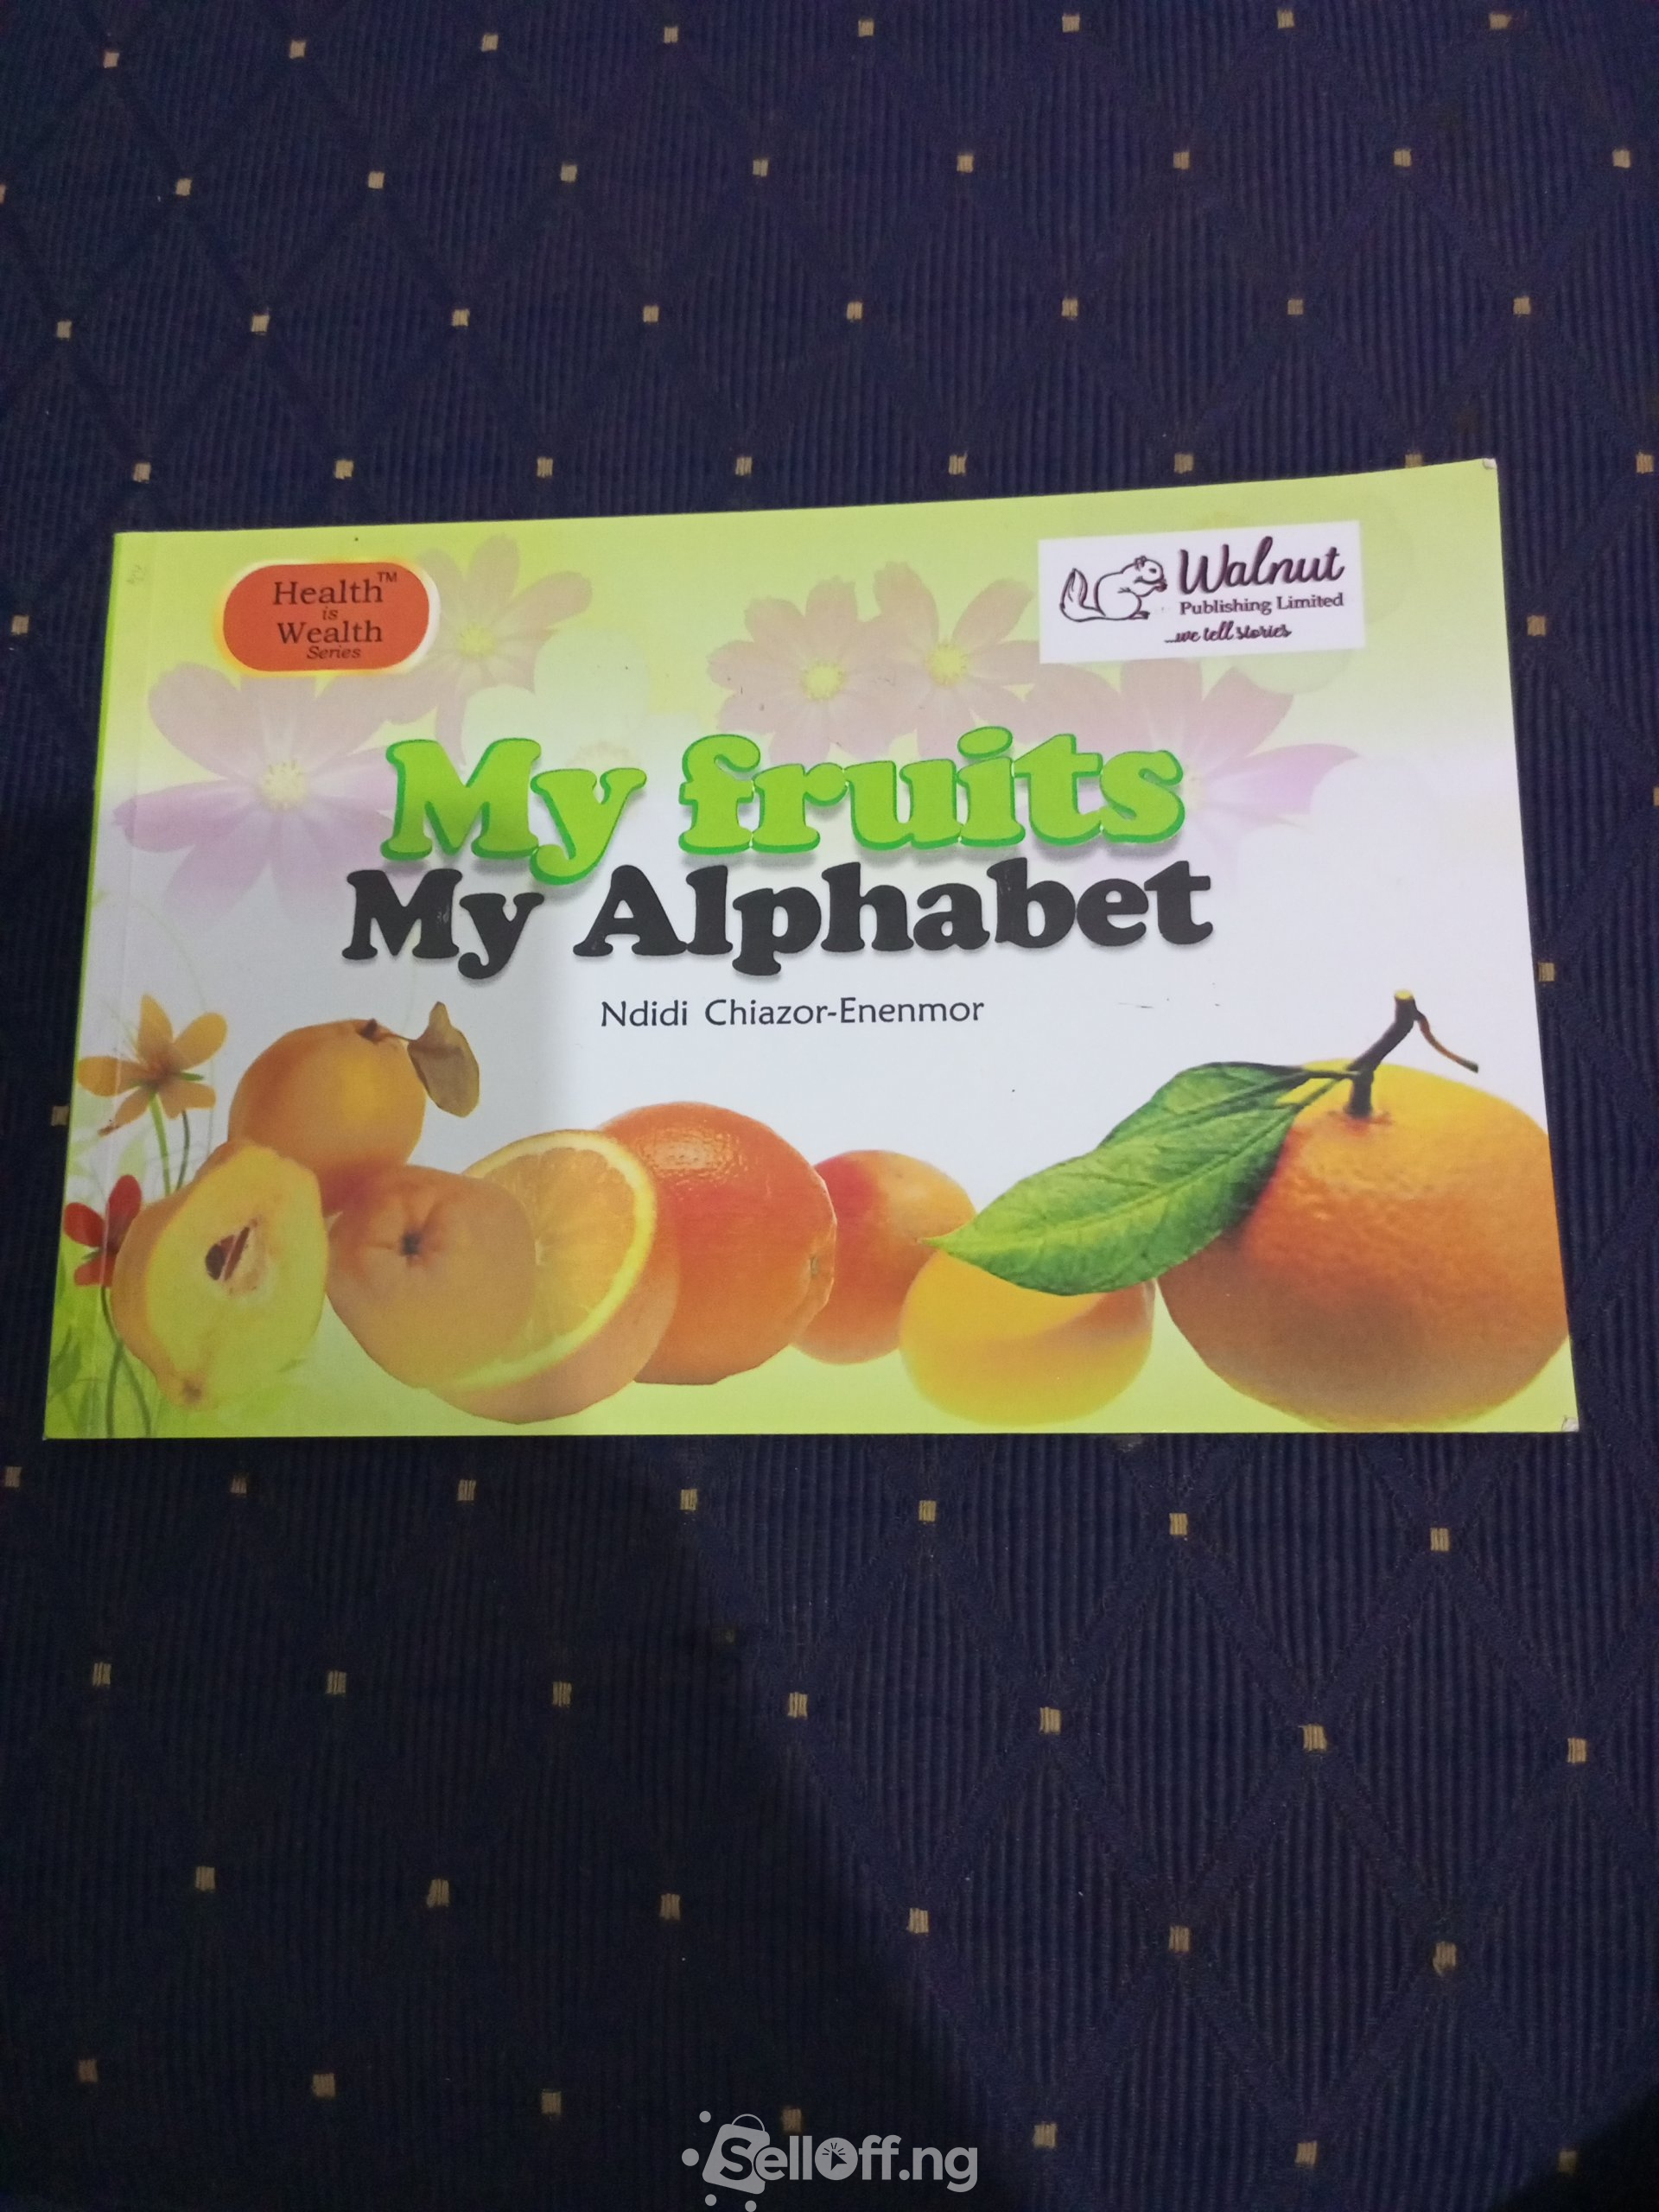 Health™
is
Wealth
Series
Walnut
Publishing Limited
...we tell stories
My fruits
My Alphabet
Ndidi Chiazor-Enenmor
SellOff.ng